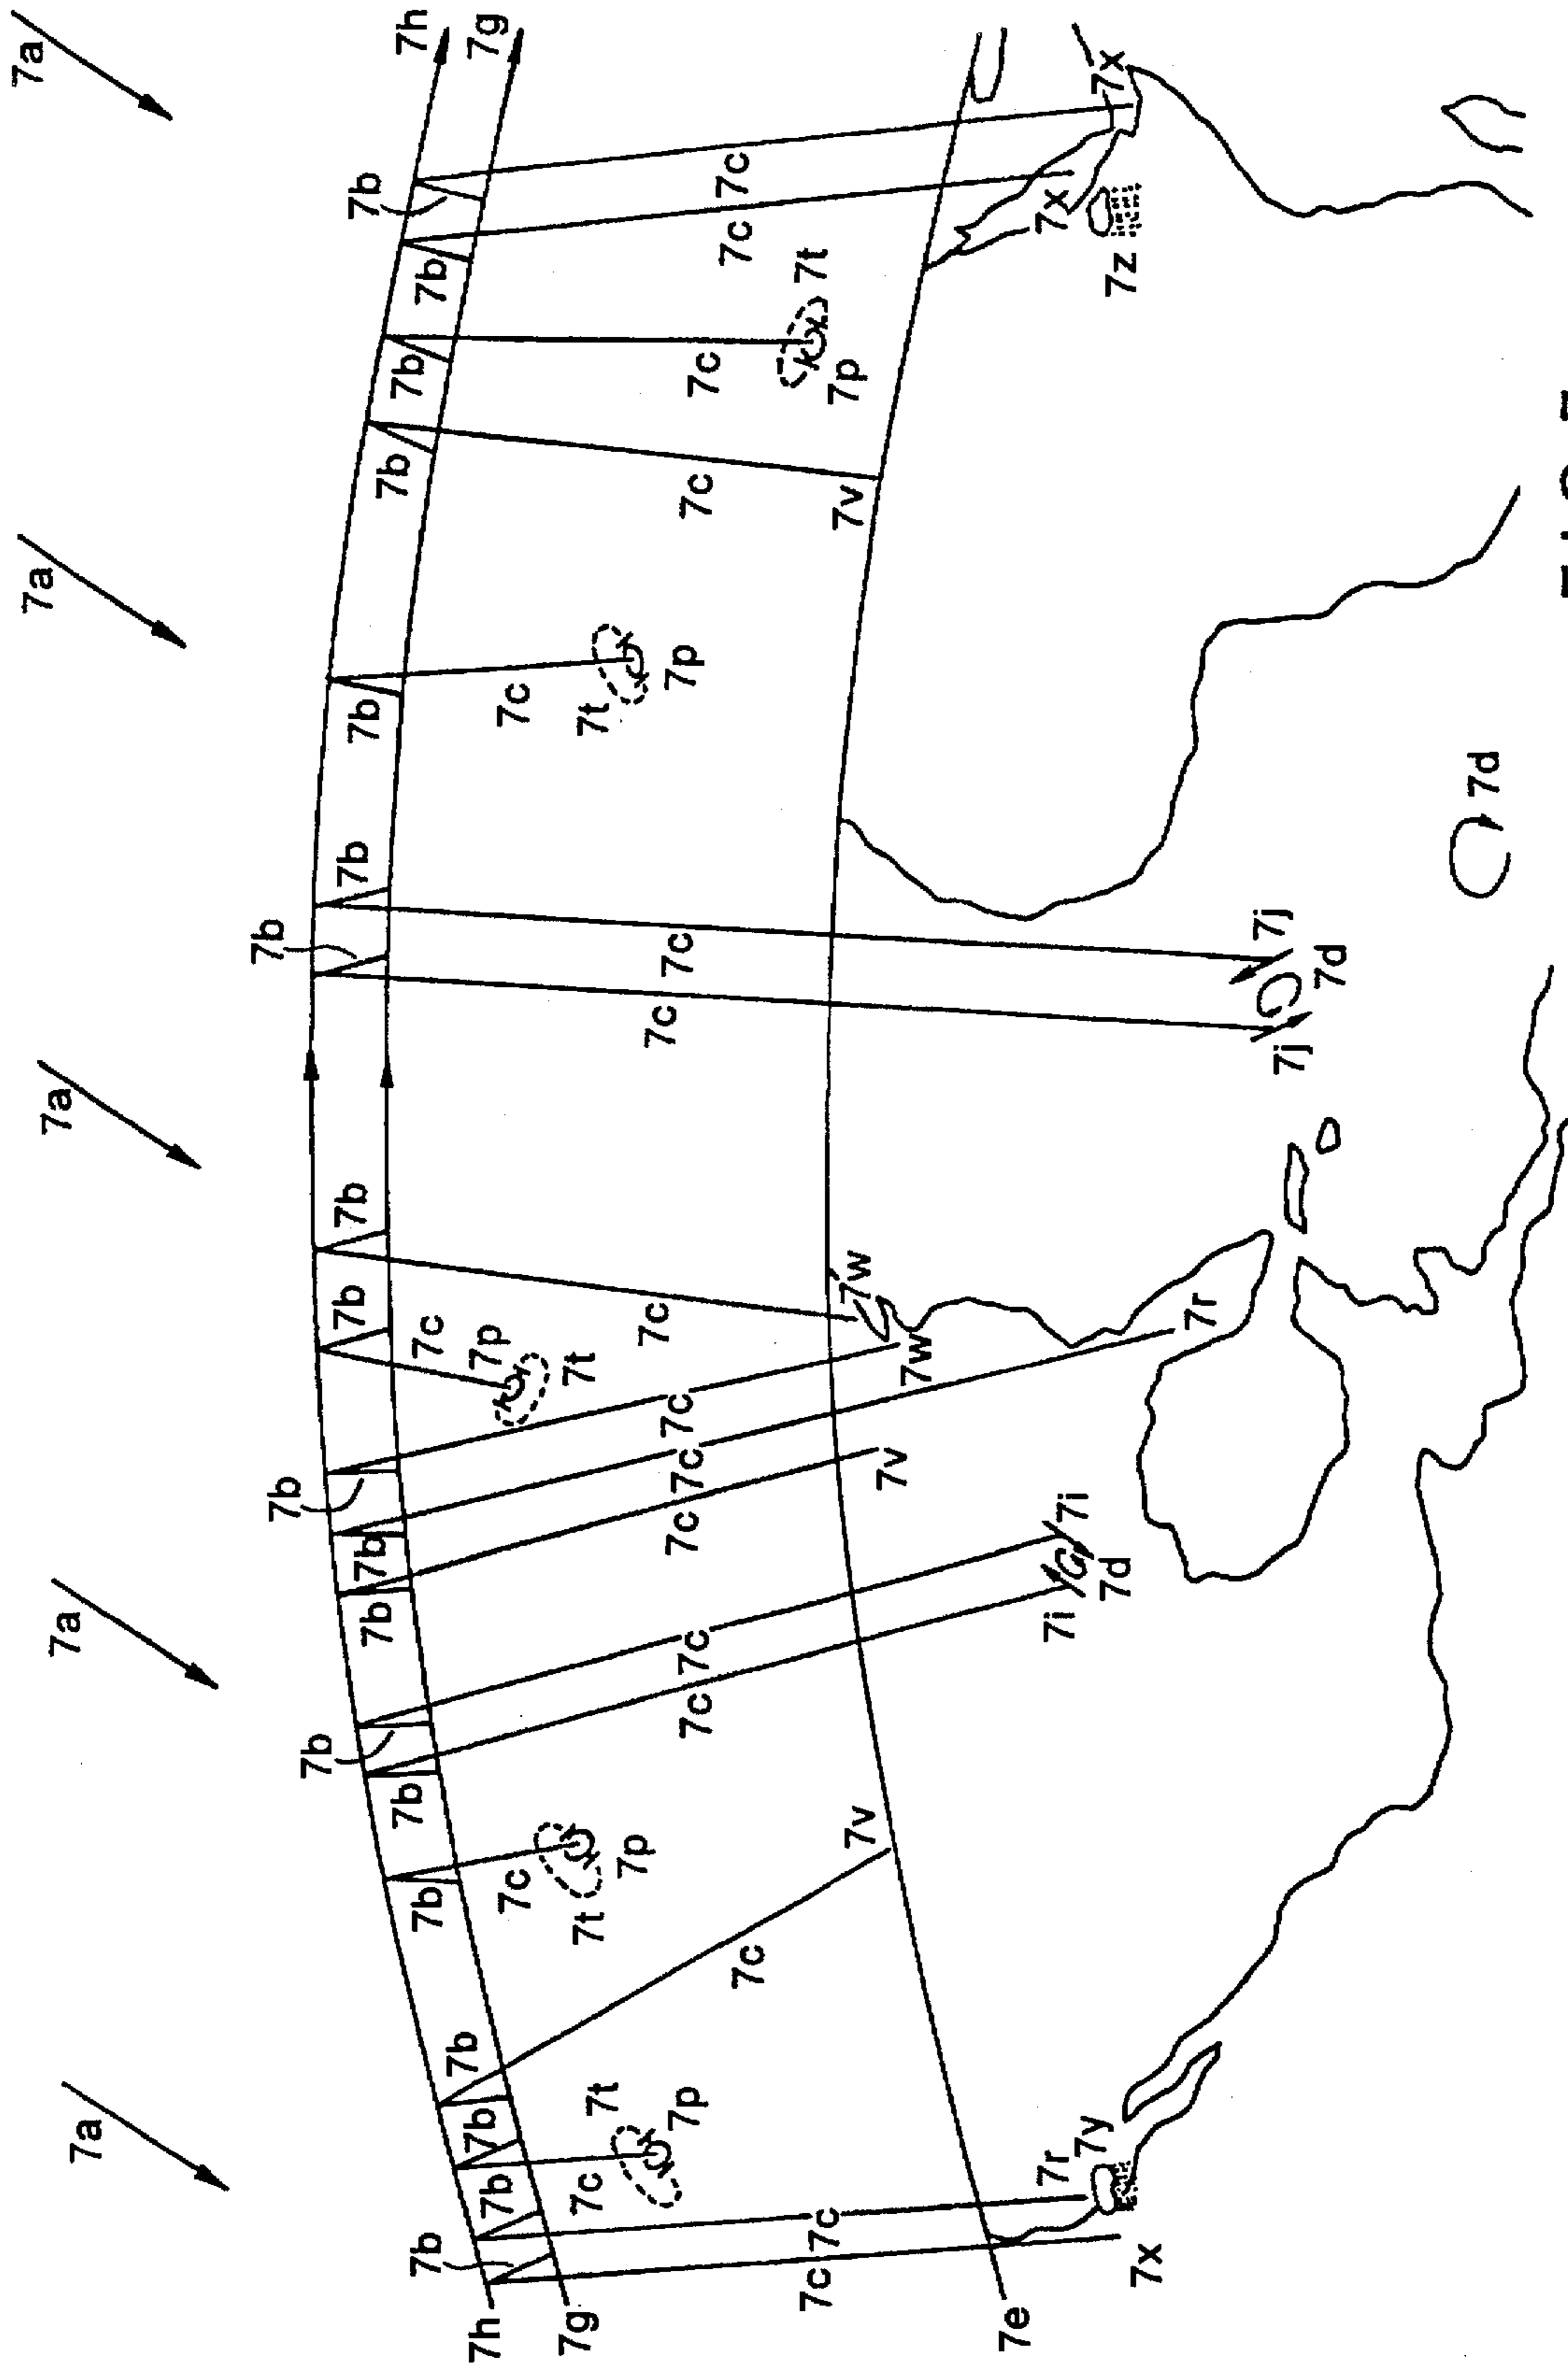 7a 7a 7a 7a 7a
7b 7b 7b
7b 7b 7b 7b 7b
7b 7b 7b 7b
7b 7b 7c 7b 7h
7b 7b 7b
7h 7b 7p 7g
7c 7c
7g 7c 7t 7t 7t 7t
7p 7c 7c
7p 7c 7c 7c 7c 7c 7c 7p
7c 7c
7c 7c 7c
7c 7c 7t
7v 7w 7v 7p
7v 7w
7e 7r 7i 7i 7x
7y 7d 7z 7x
7x 7r
7j 7j
7d
7d